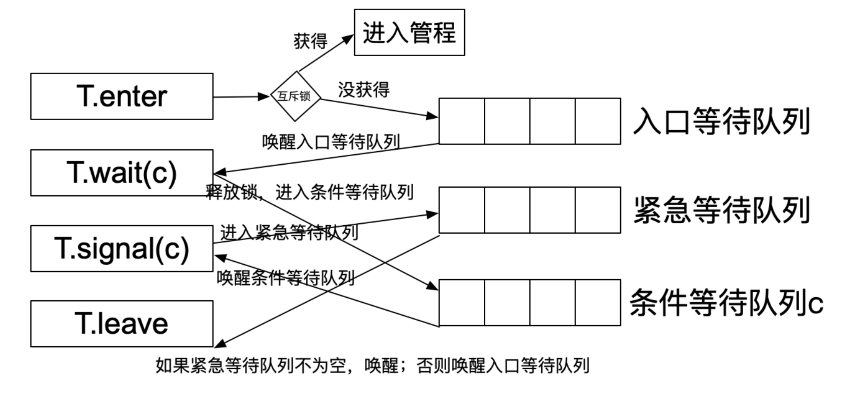 获得
进入管程
T.enter
互斥锁
没获得
入口等待队列
唤醒入口等待队列
T.wait(c)
释放锁，进入条件等待队列
紧急等待队列
进入紧急等待队列
T.signal(c)
唤醒条件等待队列
条件等待队列c
T.leave
如果紧急等待队列不为空，唤醒；否则唤醒入口等待队列